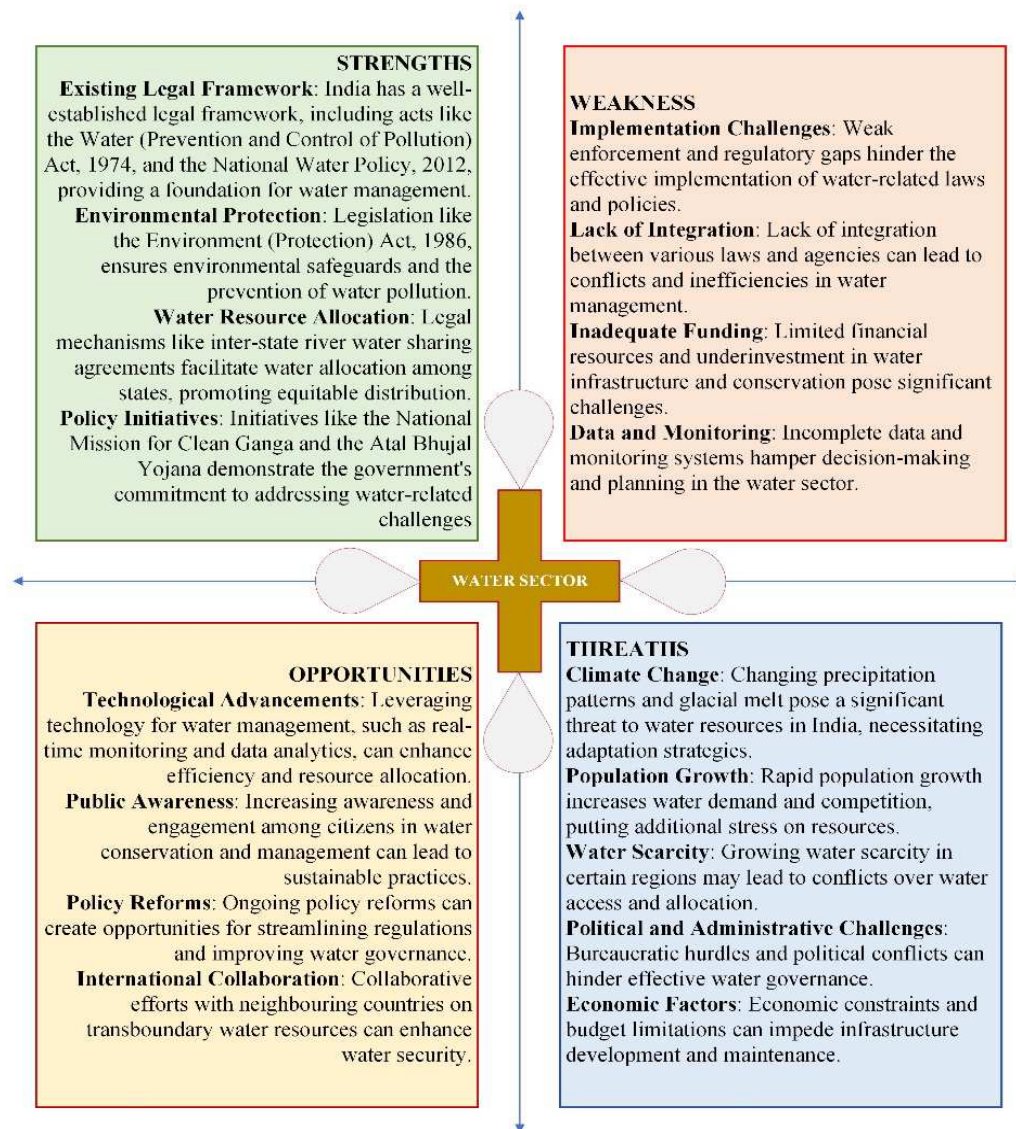 STRENGTHS
Existing Legal Framework: India has a well-
established legal framework, including acts like
the Water (Prevention and Control of Pollution)
Act, 1974, and the National Water Policy, 2012,
providing a foundation for water management.
Environmental Protection: Legislation like
the Environment (Protection) Act, 1986,
ensures environmental safeguards and the
prevention of water pollution.
Water Resource Allocation: Legal
mechanisms like inter-state river water sharing
agreements facilitate water allocation among
states, promoting equitable distribution.
Policy Initiatives: Initiatives like the National
Mission for Clean Ganga and the Atal Bhujal
Yojana demonstrate the government's
commitment to addressing water-related
challenges
WEAKNESS
Implementation Challenges: Weak
enforcement and regulatory gaps hinder the
effective implementation of water-related laws
and policies.
Lack of Integration: Lack of integration
between various laws and agencies can lead to
conflicts and inefficiencies in water
management.
Inadequate Funding: Limited financial
resources and underinvestment in water
infrastructure and conservation pose significant
challenges.
Data and Monitoring: Incomplete data and
monitoring systems hamper decision-making
and planning in the water sector.
WATER SECTOR
OPPORTUNITIES
Technological Advancements: Leveraging
technology for water management, such as real-
time monitoring and data analytics, can enhance
efficiency and resource allocation.
Public Awareness: Increasing awareness and
engagement among citizens in water
conservation and management can lead to
sustainable practices.
Policy Reforms: Ongoing policy reforms can
create opportunities for streamlining regulations
and improving water governance.
International Collaboration: Collaborative
efforts with neighbouring countries on
transboundary water resources can enhance
water security.
THREATHS
Climate Change: Changing precipitation
patterns and glacial melt pose a significant
threat to water resources in India, necessitating
adaptation strategies.
Population Growth: Rapid population growth
increases water demand and competition,
putting additional stress on resources.
Water Scarcity: Growing water scarcity in
certain regions may lead to conflicts over water
access and allocation.
Political and Administrative Challenges:
Bureaucratic hurdles and political conflicts can
hinder effective water governance.
Economic Factors: Economic constraints and
budget limitations can impede infrastructure
development and maintenance.